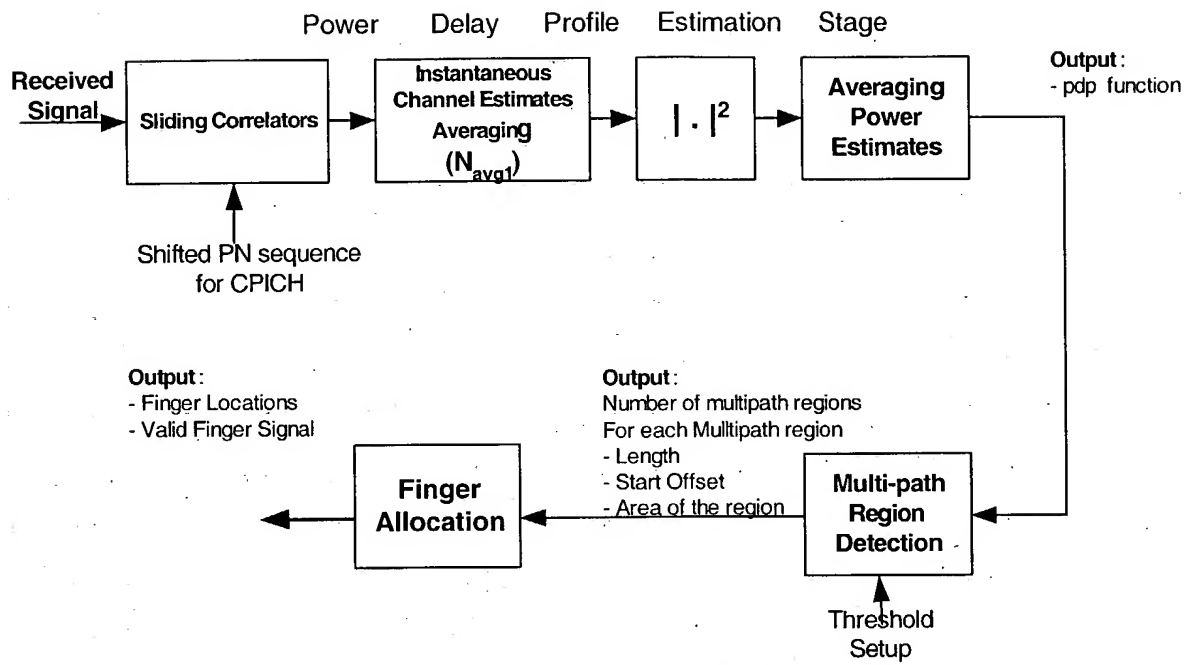 Power Delay Profile Estimation Stage
Received
Signal
Sliding Correlators
Instantaneous
Channel Estimates
Averaging
(N_avg1)
| . |²
Averaging
Power
Estimates
Output:
- pdp function
Shifted PN sequence
for CPICH
Output:
- Finger Locations
- Valid Finger Signal
Output:
Number of multipath regions
For each Mulltipath region
- Length
- Start Offset
- Area of the region
Finger
Allocation
Multi-path
Region
Detection
Threshold
Setup